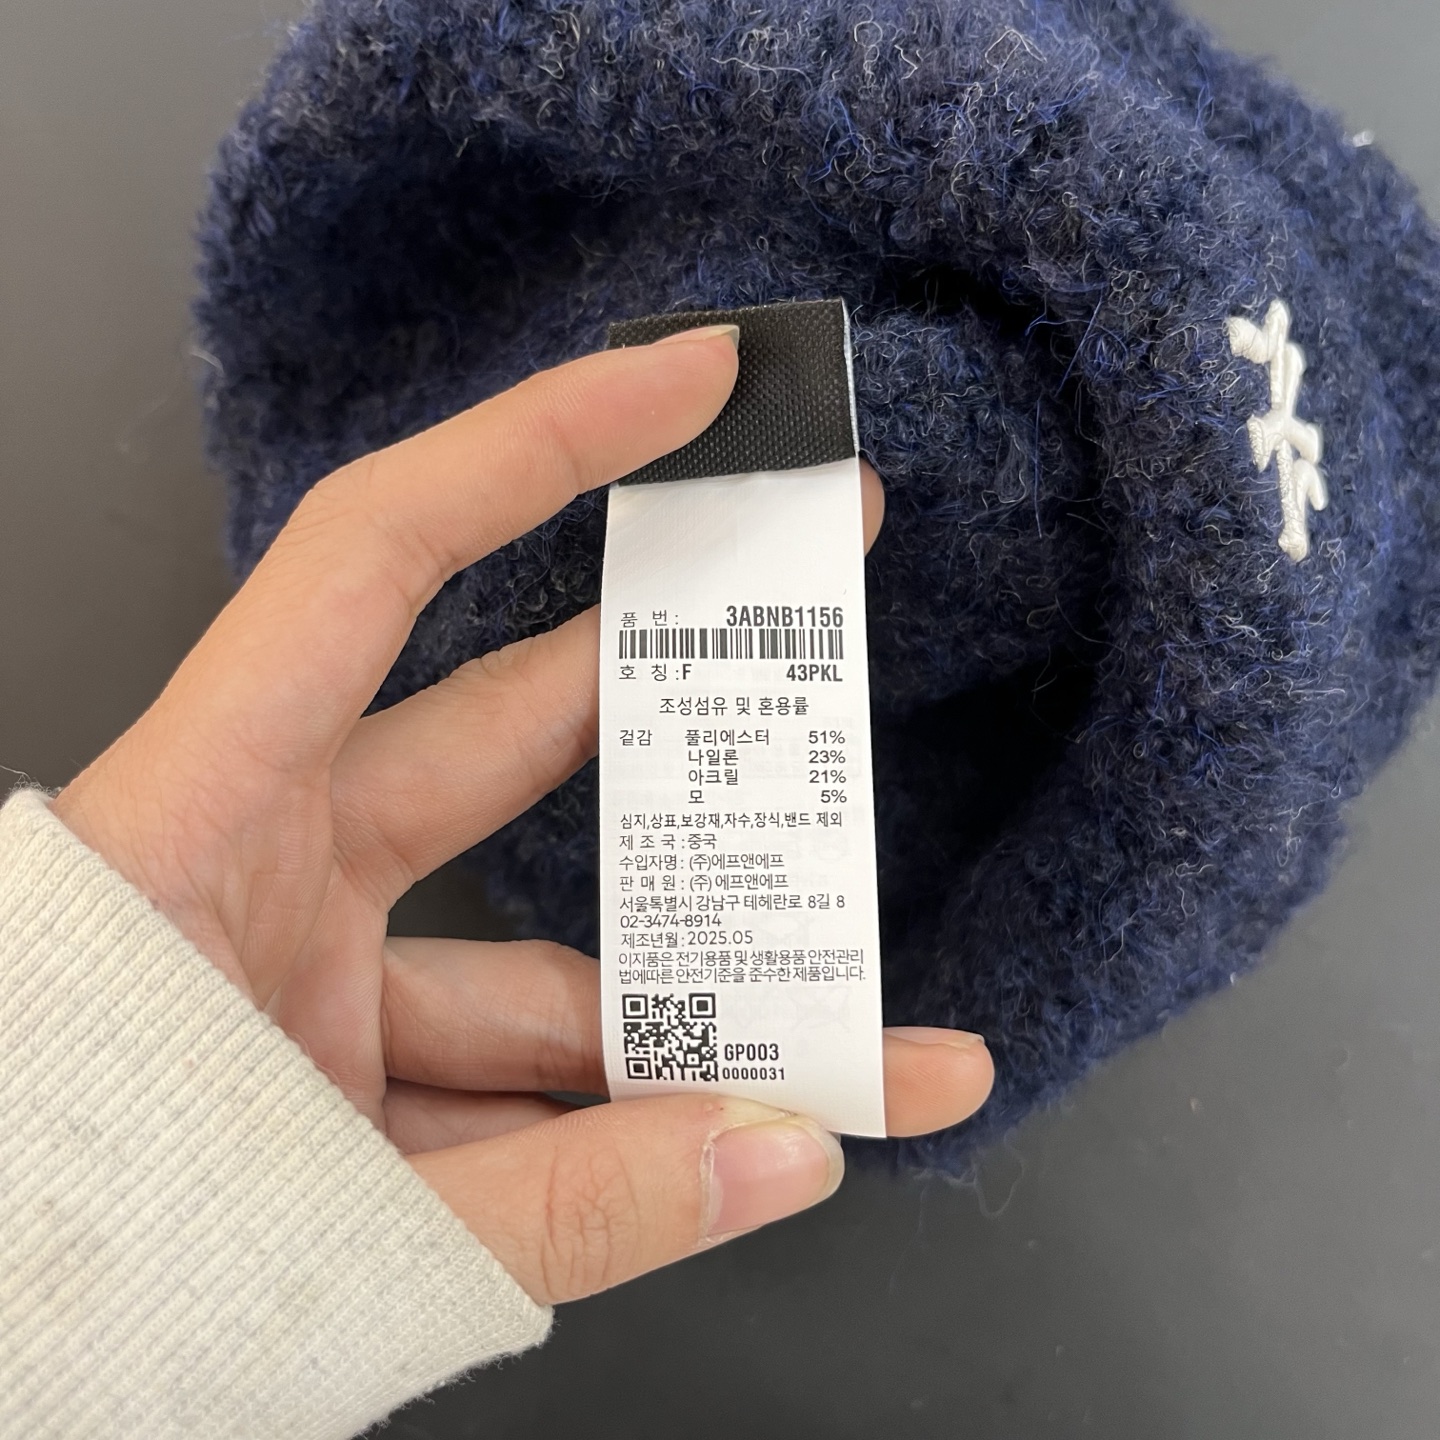 품 번 : 3ABNB1156
호 칭 : F 43PKL
조성섬유 및 혼용률
겉감 풀리에스터 51%
나일론 23%
아크릴 21%
모 5%
심지,상표,보강재,자수,장식,밴드 제외
제 조 국 : 중국
수입자명 : (주)에프앤에프
판 매 원 : (주)에프앤에프
서울특별시 강남구 테헤란로 8길 8
02-3474-8914
제조년월 : 2025.05
이지품은 전기용품 및 생활용품 안전관리
법에따른 안전기준을 준수한 제품입니다.
GP003
0000031